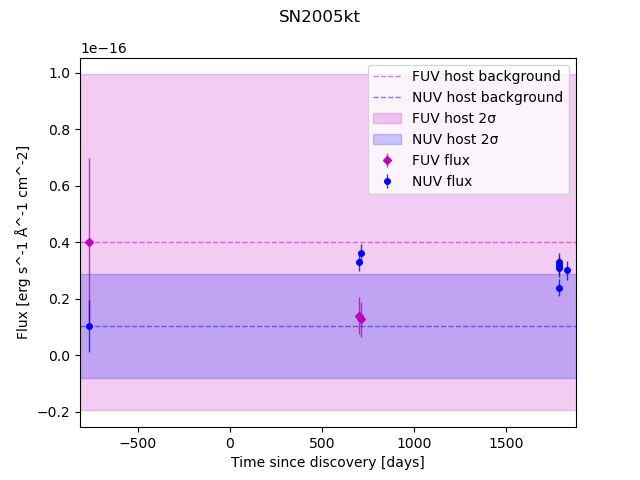 SN2005kt
1e−16
FUV host background
NUV host background
FUV host 2σ
NUV host 2σ
FUV flux
NUV flux
1.0
0.8
0.6
0.4
0.2
0.0
−0.2
Flux [erg s^-1 Å^-1 cm^-2]
−500
0
500
1000
1500
Time since discovery [days]